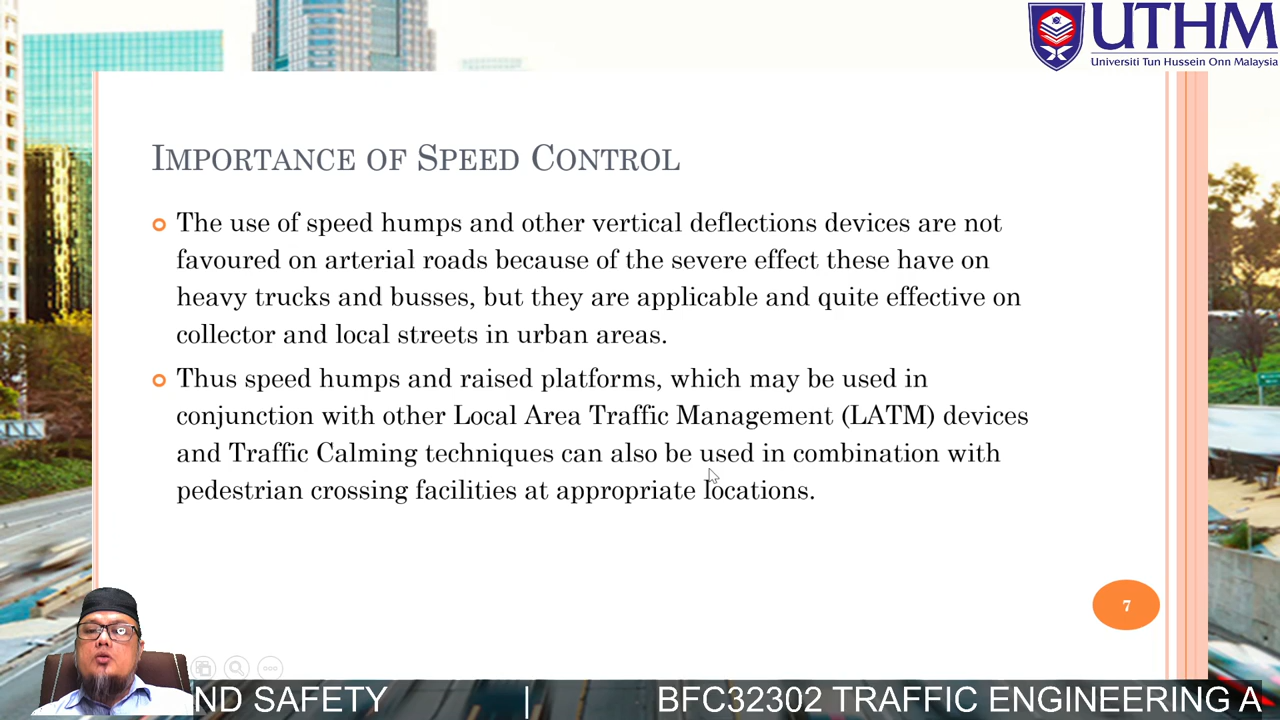 UTHM
Universiti Tun Hussein Onn Malaysia
IMPORTANCE OF SPEED CONTROL
The use of speed humps and other vertical deflections devices are not
favoured on arterial roads because of the severe effect these have on
heavy trucks and busses, but they are applicable and quite effective on
collector and local streets in urban areas.
Thus speed humps and raised platforms, which may be used in
conjunction with other Local Area Traffic Management (LATM) devices
and Traffic Calming techniques can also be used in combination with
pedestrian crossing facilities at appropriate locations.
7
ND SAFETY | BFC32302 TRAFFIC ENGINEERING A